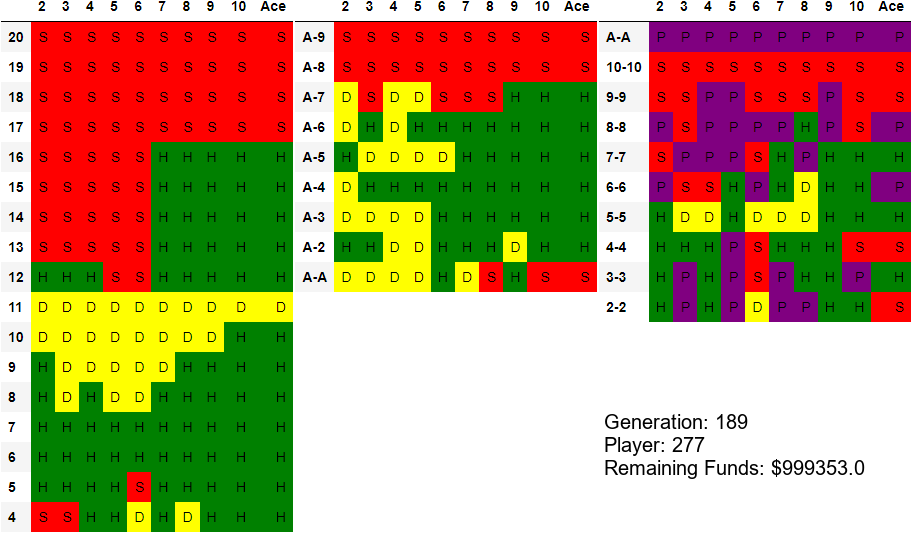 2 3 4 5 6 7 8 9 10 Ace
20 S S S S S S S S S S
19 S S S S S S S S S S
18 S S S S S S S S S S
17 S S S S S S S S S S
16 S S S S S H H H H H
15 S S S S S H H H H H
14 S S S S S H H H H H
13 S S S S S H H H H H
12 H H H S S H H H H H
11 D D D D D D D D D D
10 D D D D D D D D H H
9 H D D D D D H H H H
8 H D H D D H H H H H
7 H H H H H H H H H H
6 H H H H H H H H H H
5 H H H H S H H H H H
4 S S H H D H D H H H
2 3 4 5 6 7 8 9 10 Ace
A-9 S S S S S S S S S S
A-8 S S S S S S S S S S
A-7 D S D D S S S H H H
A-6 D H D H H H H H H H
A-5 H D D D D H H H H H
A-4 D H H H H H H H H H
A-3 D D D D H H H H H H
A-2 H H D D H H H D H H
A-A D D D D H D S H S S
2 3 4 5 6 7 8 9 10 Ace
A-A P P P P P P P P P P
10-10 S S S S S S S S S S
9-9 S S P P S S S P S S
8-8 P S P P P P H P S P
7-7 S P P P S H P H H H
6-6 P S S H P H D H H P
5-5 H D D H D D D H H H
4-4 H H H P S H H H S S
3-3 H P H P S P H H P H
2-2 H P H P D P P H H S
Generation: 189
Player: 277
Remaining Funds: $999353.0